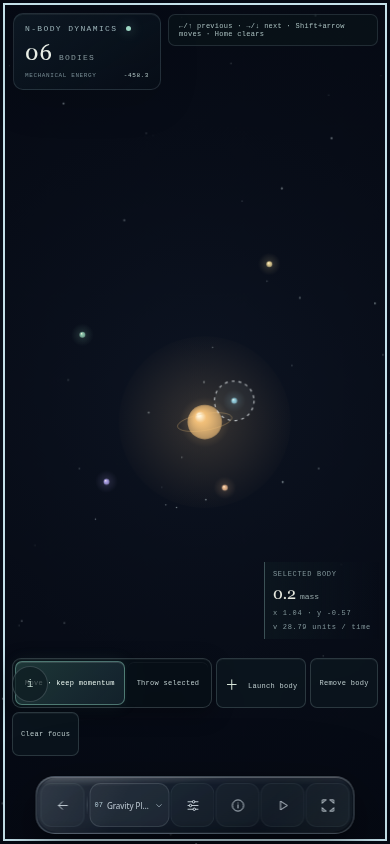 N-BODY DYNAMICS
06 BODIES
MECHANICAL ENERGY -458.3
←/↑ previous · →/↓ next · Shift+arrow
moves · Home clears
SELECTED BODY
0.2 mass
x 1.04 · y -0.57
v 28.79 units / time
i
· keep momentum
Throw selected
+ Launch body
Remove body
Clear focus
07 Gravity Pl...